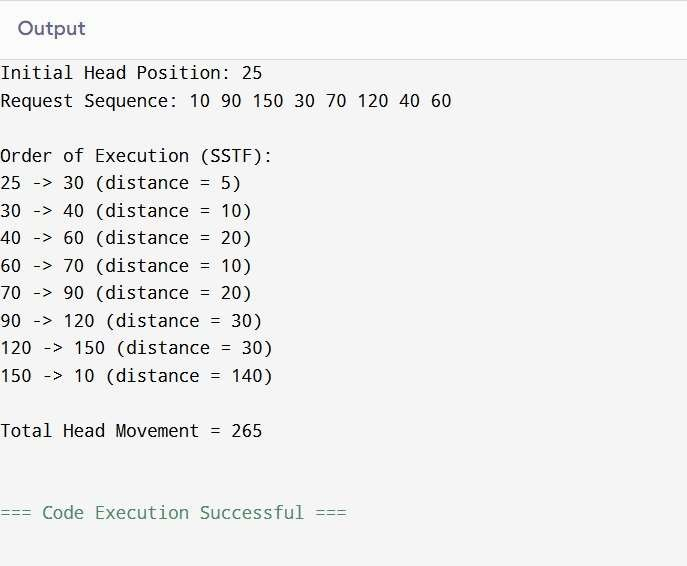 Output
Initial Head Position: 25
Request Sequence: 10 90 150 30 70 120 40 60
Order of Execution (SSTF):
25 -> 30 (distance = 5)
30 -> 40 (distance = 10)
40 -> 60 (distance = 20)
60 -> 70 (distance = 10)
70 -> 90 (distance = 20)
90 -> 120 (distance = 30)
120 -> 150 (distance = 30)
150 -> 10 (distance = 140)
Total Head Movement = 265
=== Code Execution Successful ===